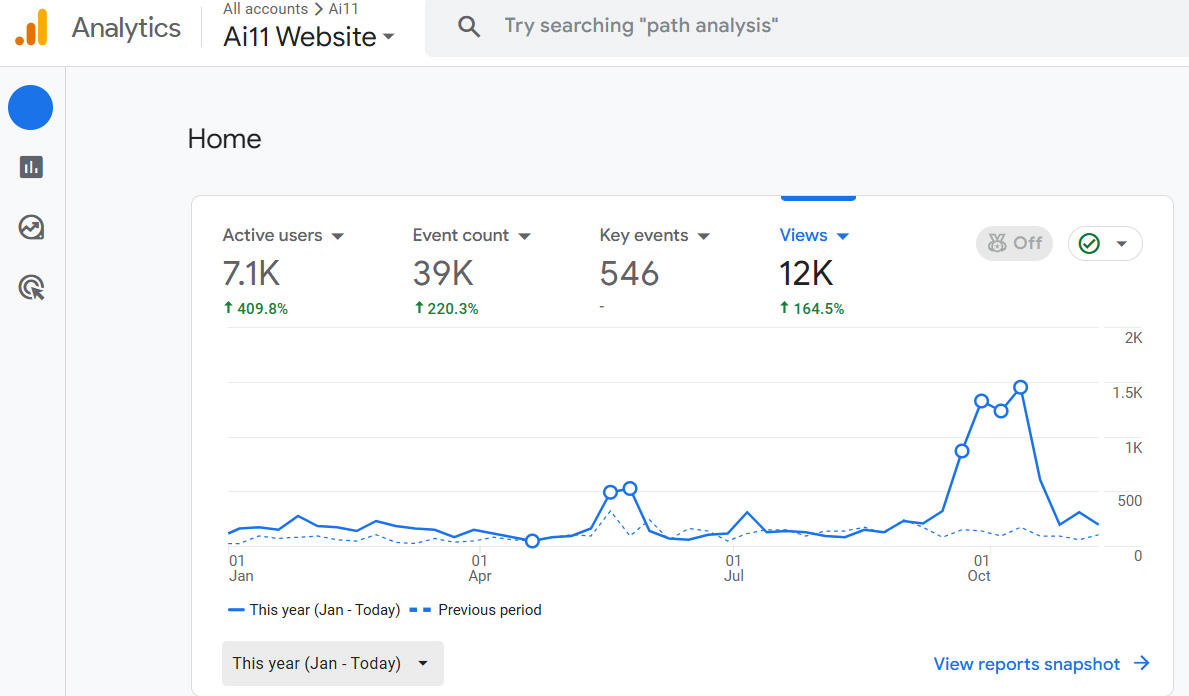 Analytics
All accounts > Ai11
Ai11 Website
Try searching "path analysis"
Home
Active users
7.1K
↑ 409.8%
Event count
39K
↑ 220.3%
Key events
546
-
Views
12K
↑ 164.5%
Off
2K
1.5K
1K
500
0
01
Jan
01
Apr
01
Jul
01
Oct
This year (Jan - Today)
Previous period
This year (Jan - Today)
View reports snapshot →